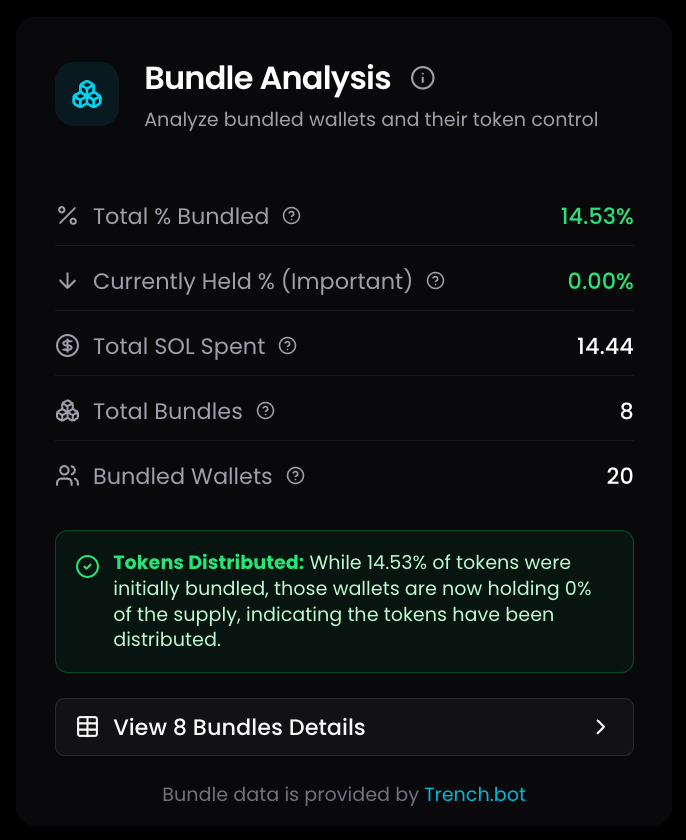 Bundle Analysis
Analyze bundled wallets and their token control
Total % Bundled 14.53%
Currently Held % (Important) 0.00%
Total SOL Spent 14.44
Total Bundles 8
Bundled Wallets 20
Tokens Distributed: While 14.53% of tokens were
initially bundled, those wallets are now holding 0%
of the supply, indicating the tokens have been
distributed.
View 8 Bundles Details
Bundle data is provided by Trench.bot